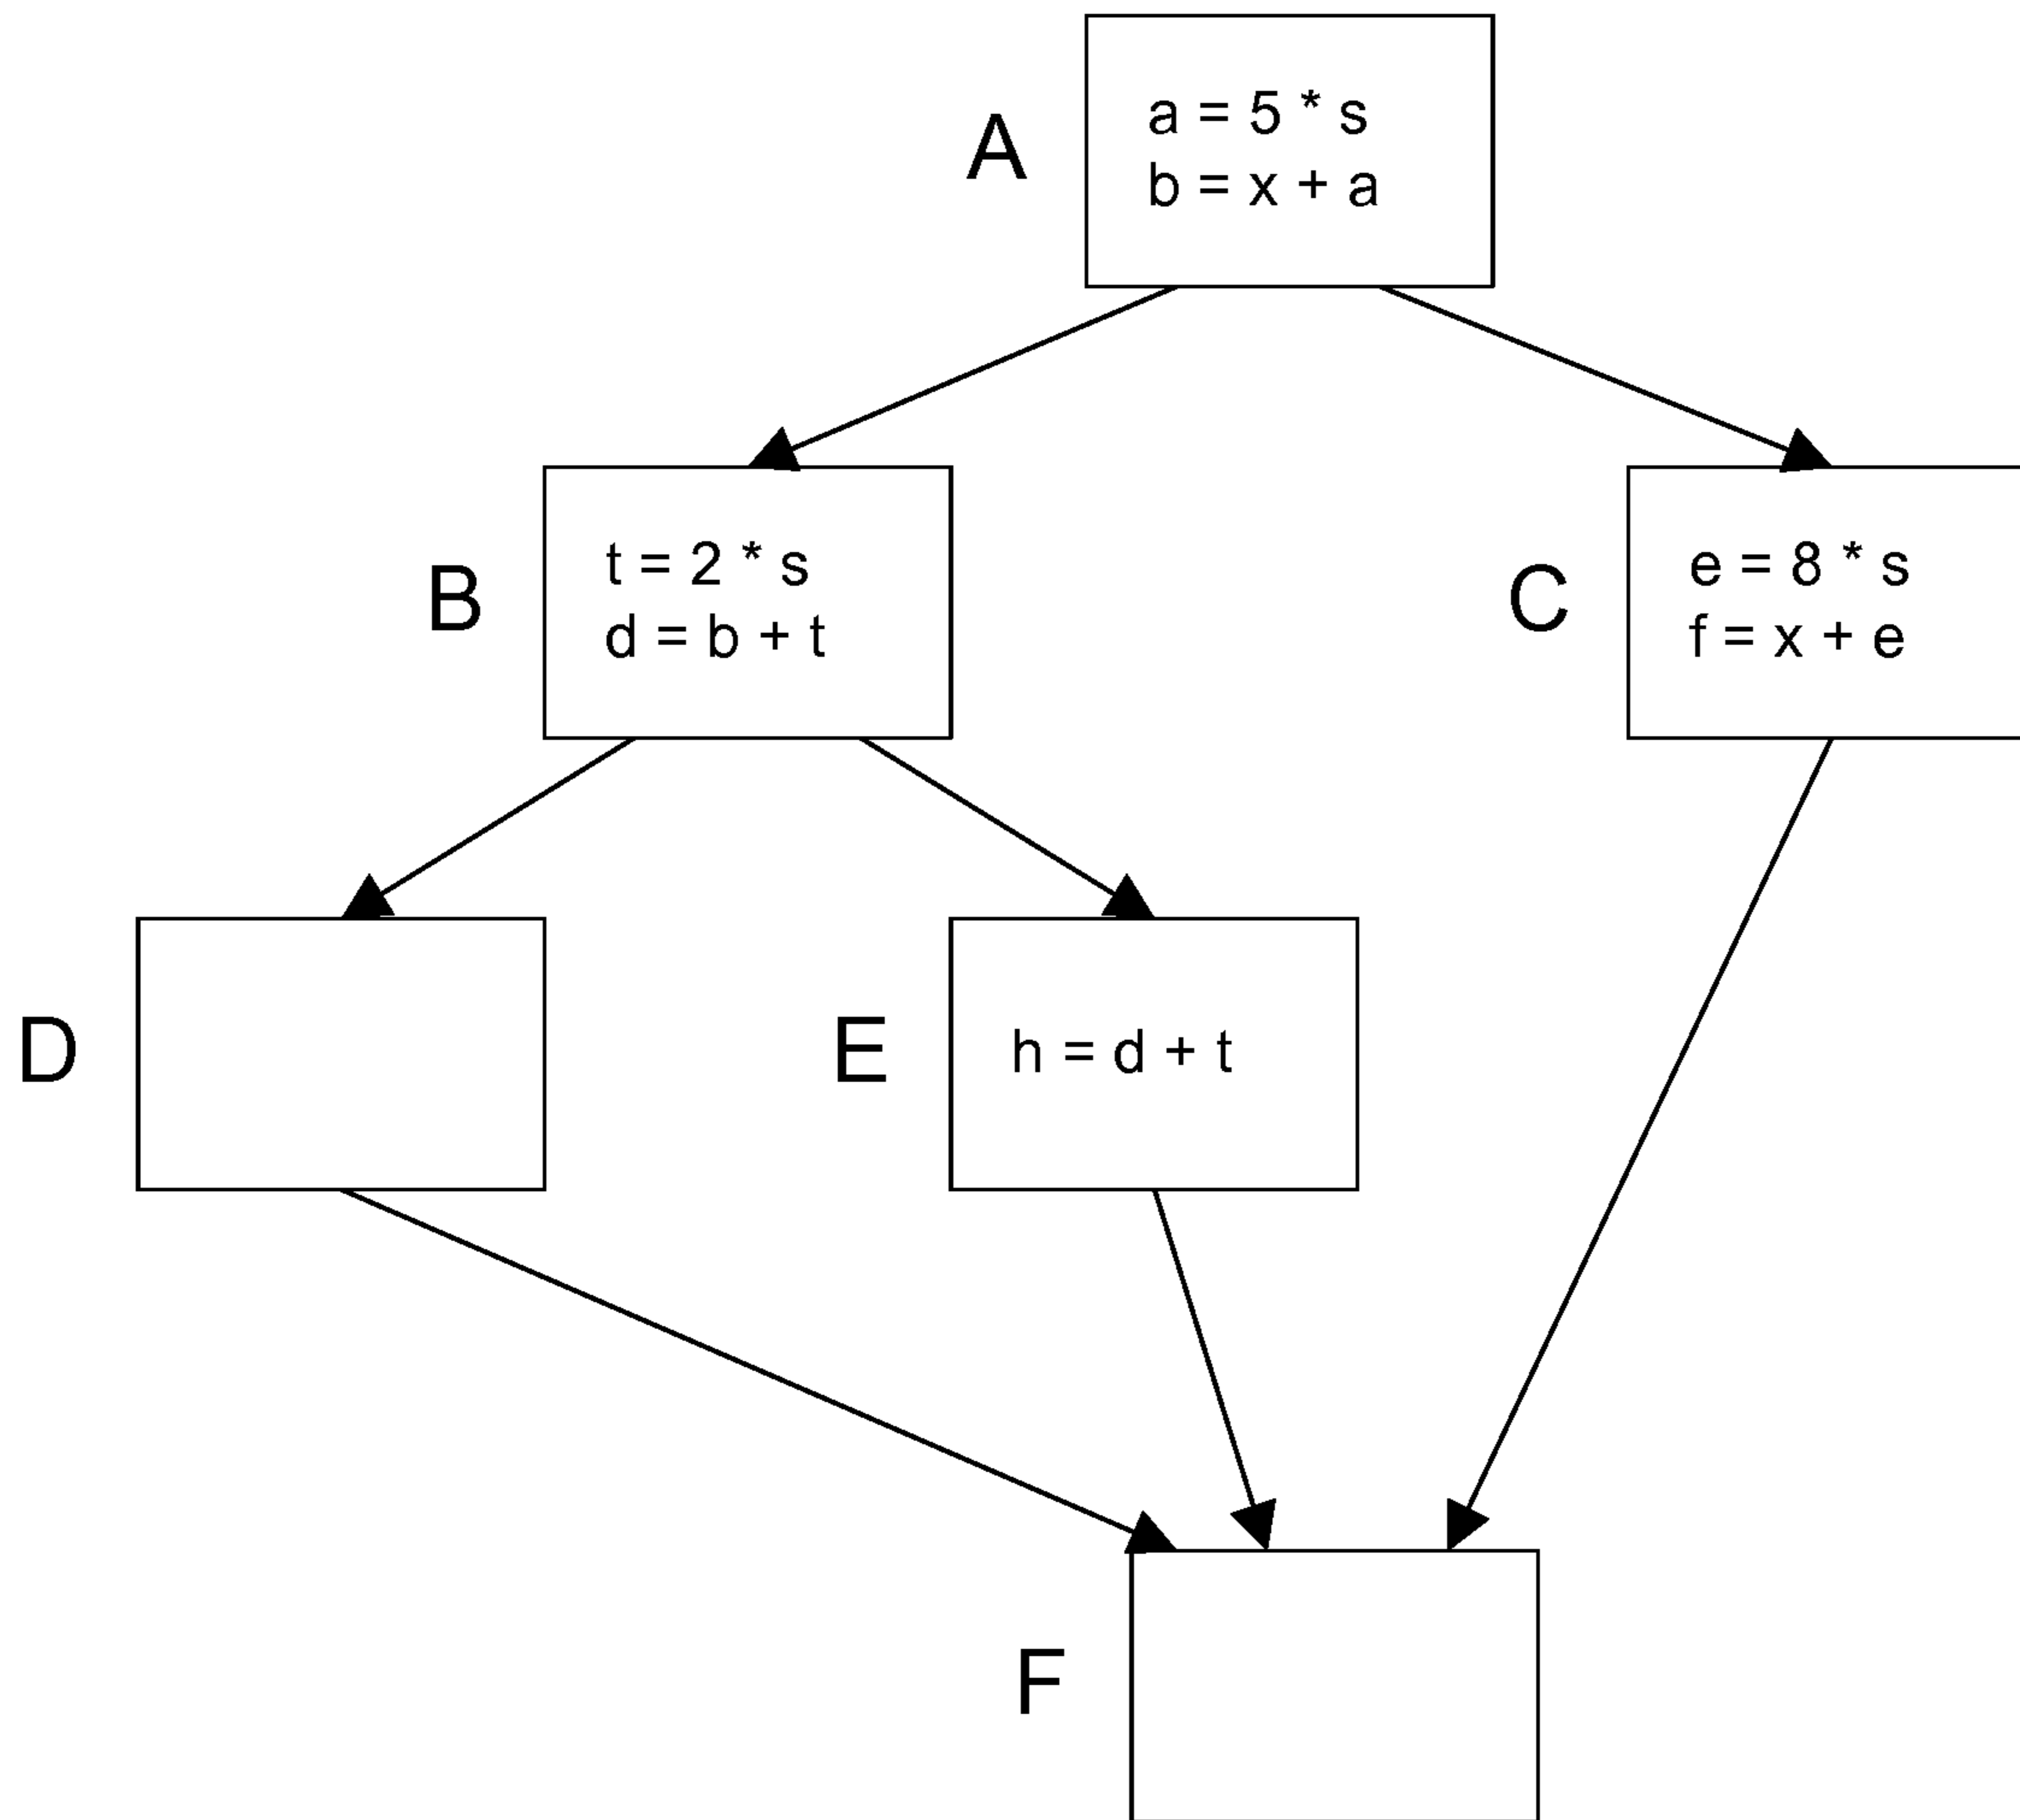 A
a = 5 * s
b = x + a
B
t = 2 * s
d = b + t
C
e = 8 * s
f = x + e
D
E
h = d + t
F